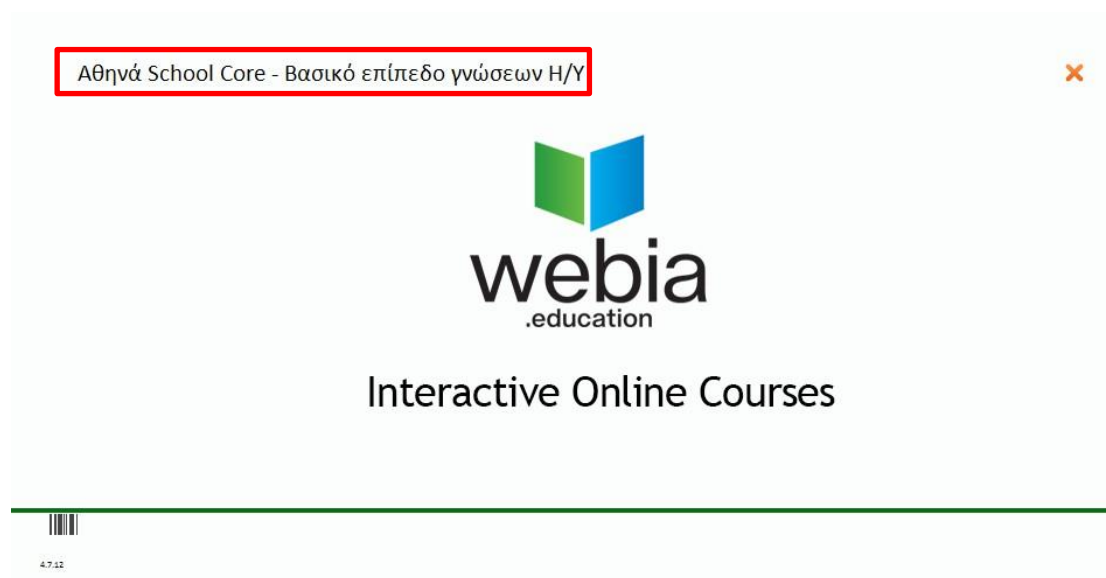 Αθηνά School Core - Βασικό επίπεδο γνώσεων Η/Υ
webia
.education
Interactive Online Courses
4.7.12